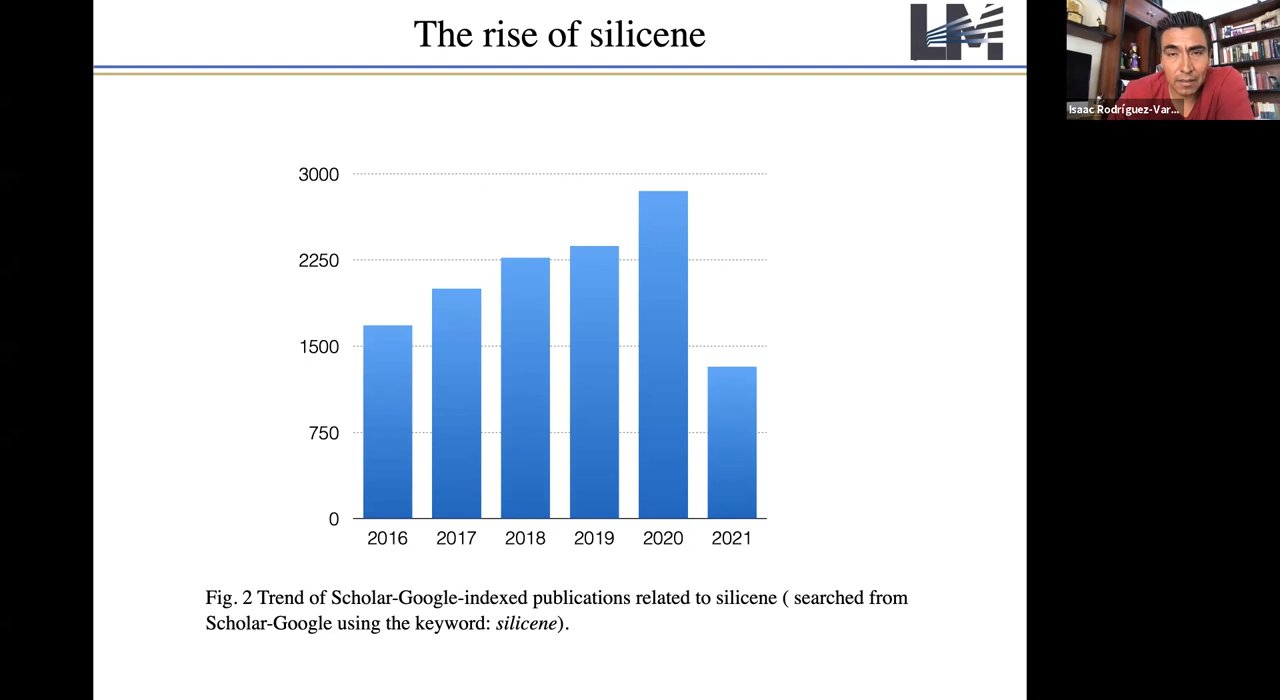 The rise of silicene
LM
Isaac Rodríguez-Var...
3000
2250
1500
750
0
2016 2017 2018 2019 2020 2021
Fig. 2 Trend of Scholar-Google-indexed publications related to silicene ( searched from
Scholar-Google using the keyword: silicene).